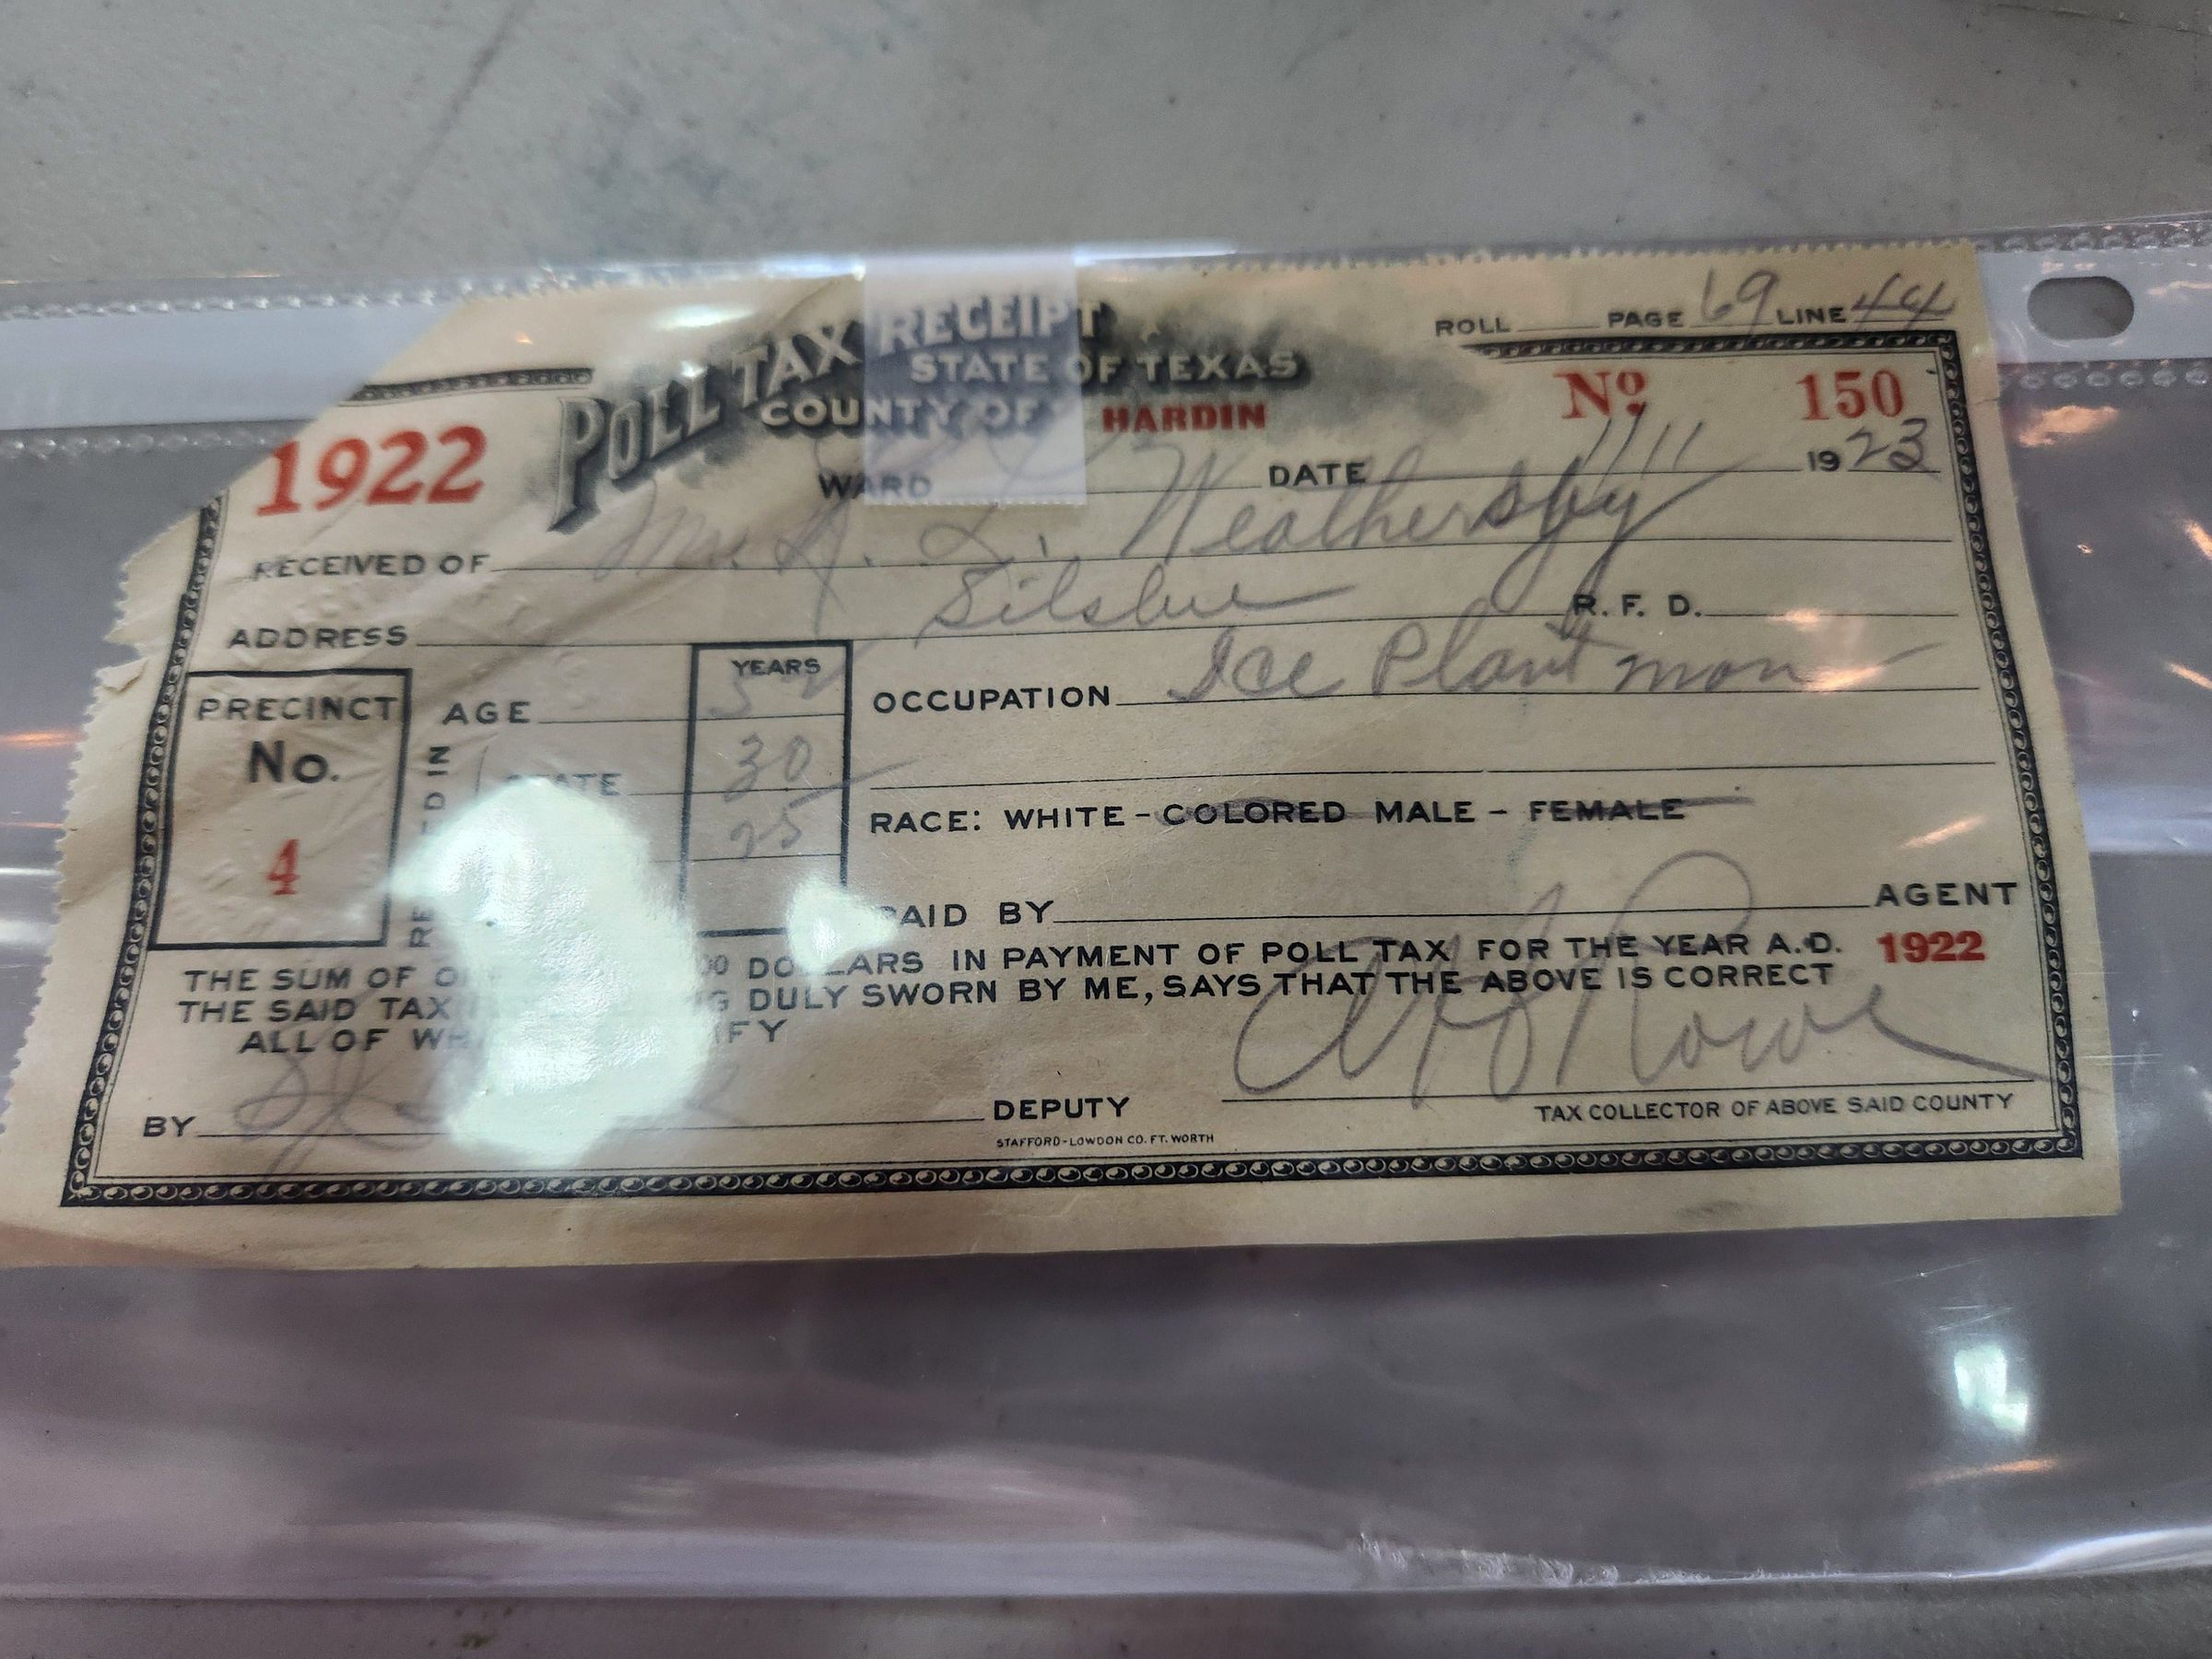 ROLL PAGE 69 LINE 44
POLL TAX RECEIPT
STATE OF TEXAS
COUNTY OF HARDIN
1922
No 150
WARD DATE 1/11 1923
RECEIVED OF Mr. A. L. Weathersby
ADDRESS Silsbee R. F. D.
PRECINCT No. 4
YEARS
AGE OCCUPATION Ice Plant man
STATE 30
25
RACE: WHITE - COLORED MALE - FEMALE
PAID BY AGENT
THE SUM OF DOLLARS IN PAYMENT OF POLL TAX FOR THE YEAR A.D. 1922
THE SAID TAX DULY SWORN BY ME, SAYS THAT THE ABOVE IS CORRECT
ALL OF
BY DEPUTY Rowe
TAX COLLECTOR OF ABOVE SAID COUNTY
STAFFORD-LOWDON CO. FT. WORTH